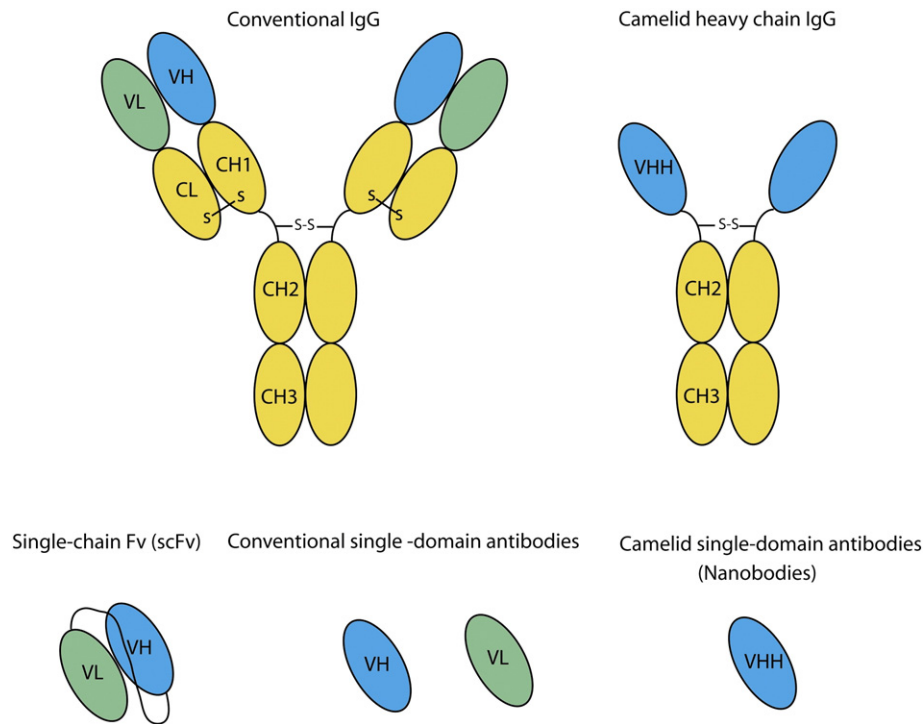 Conventional IgG
Camelid heavy chain IgG
VH
VL
CH1
CL
S
S
S
S
S-S
CH2
CH3
VHH
S-S
CH2
CH3
Single-chain Fv (scFv)
Conventional single -domain antibodies
Camelid single-domain antibodies
(Nanobodies)
VH
VL
VH
VL
VHH